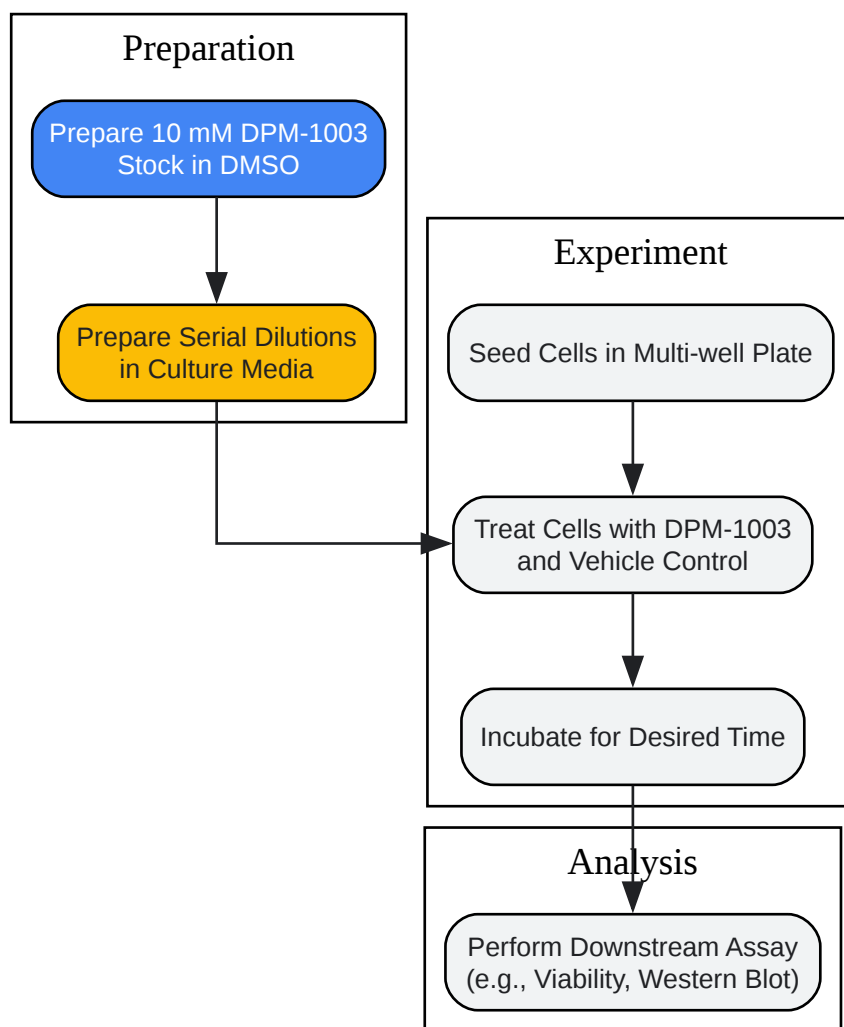 Preparation
Prepare 10 mM DPM-1003
Stock in DMSO
Prepare Serial Dilutions
in Culture Media
Experiment
Seed Cells in Multi-well Plate
Treat Cells with DPM-1003
and Vehicle Control
Incubate for Desired Time
Analysis
Perform Downstream Assay
(e.g., Viability, Western Blot)